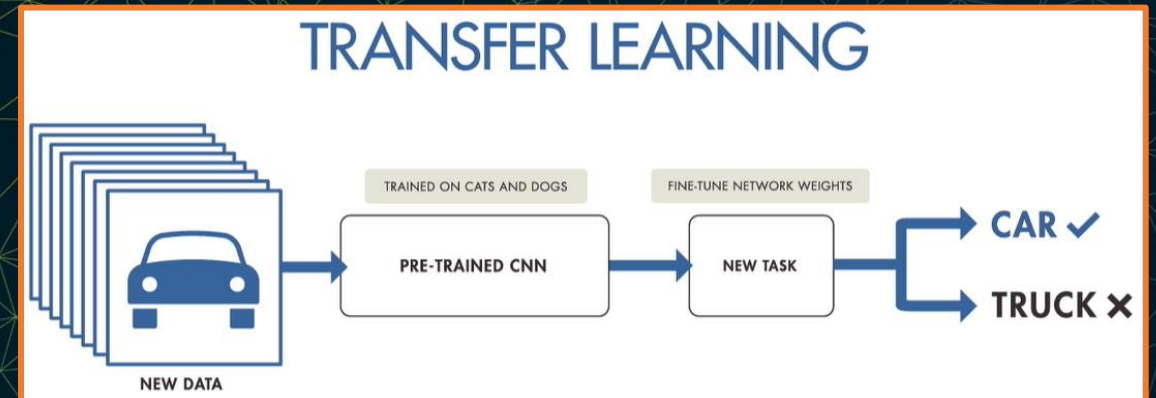 TRANSFER LEARNING
TRAINED ON CATS AND DOGS
FINE-TUNE NETWORK WEIGHTS
PRE-TRAINED CNN
NEW TASK
CAR ✓
TRUCK ✕
NEW DATA